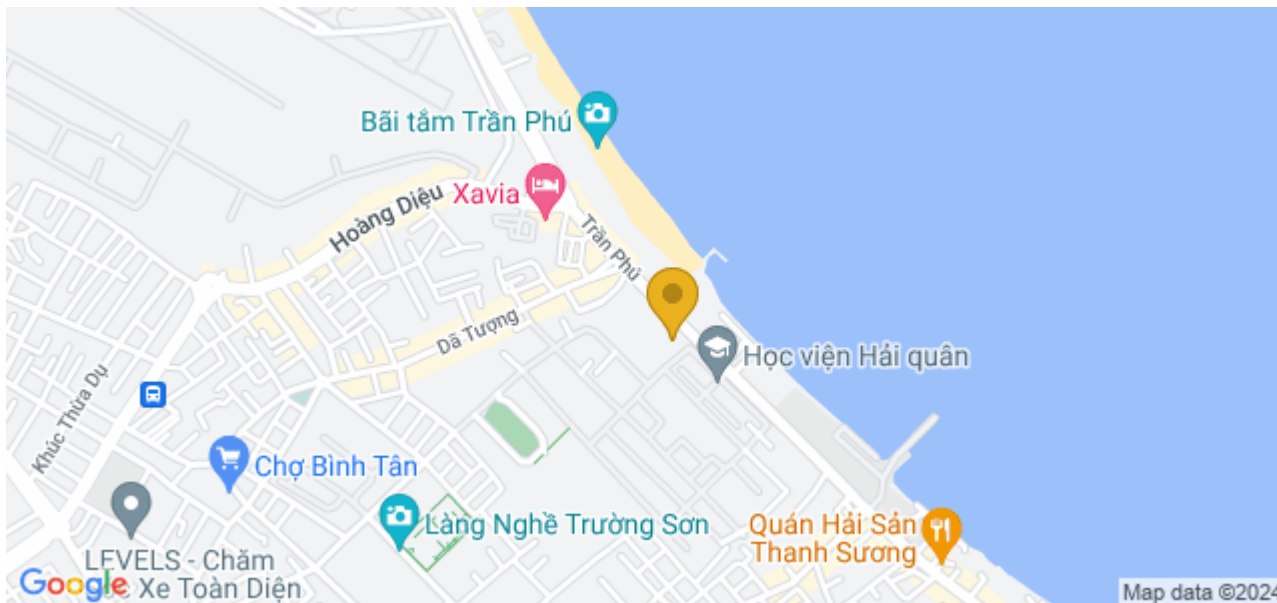 Bãi tắm Trần Phú
Xavia
Hoàng Diệu
Trần Phú
Dã Tượng
Học viện Hải quân
Khúc Thừa Dụ
Chợ Bình Tân
Làng Nghề Trường Sơn
Quán Hải Sản
Thanh Sương
LEVELS - Chăm
Xe Toàn Diện
Google
Map data ©2024